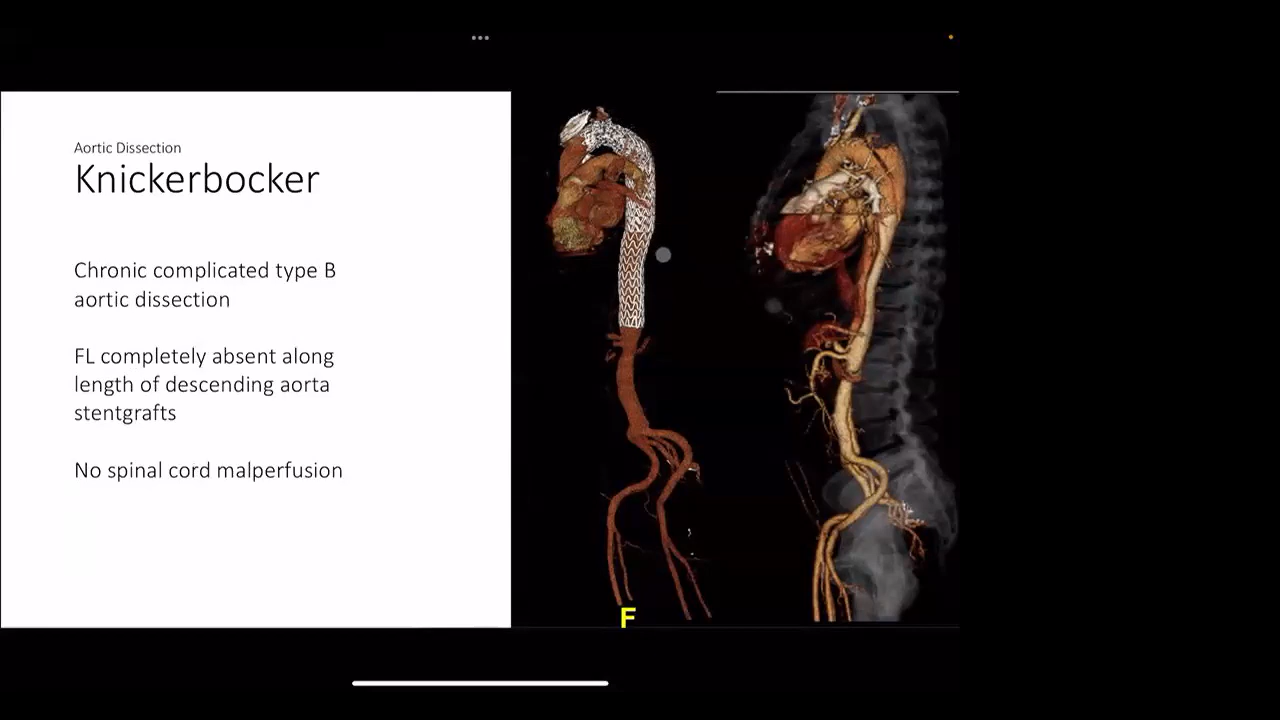 Aortic Dissection
Knickerbocker
Chronic complicated type B
aortic dissection
FL completely absent along
length of descending aorta
stentgrafts
No spinal cord malperfusion
F